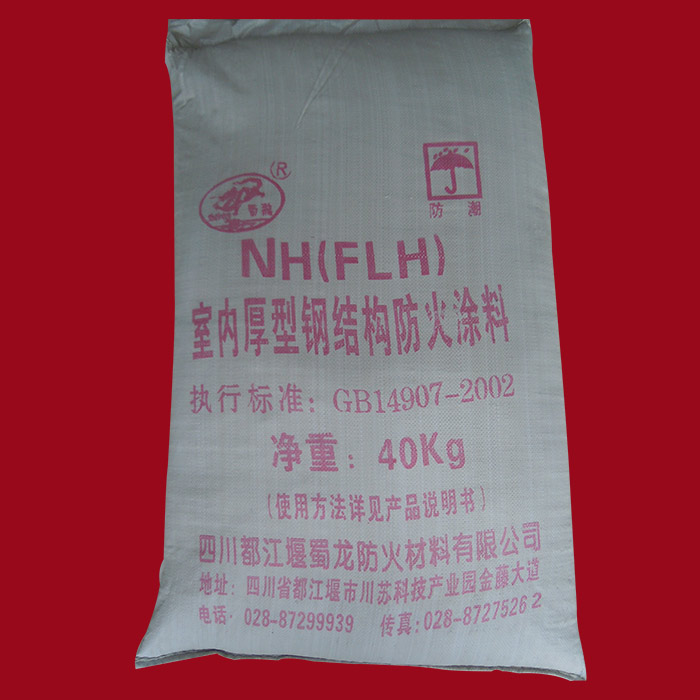 ®
防潮
NH(FLH)
室内厚型钢结构防火涂料
执行标准：GB14907-2002
净重：40Kg
（使用方法详见产品说明书）
四川都江堰蜀龙防火材料有限公司
地址：四川省都江堰市川苏科技产业园金藤大道
电话：028-87299939 传真：028-87275262